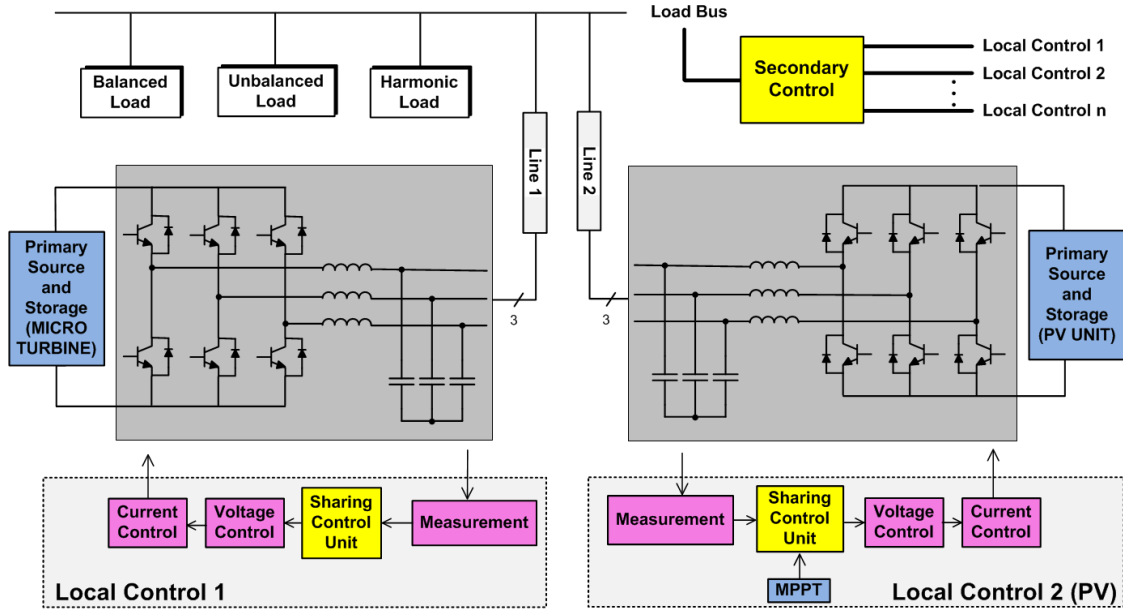 Load Bus
Balanced
Load
Unbalanced
Load
Harmonic
Load
Secondary
Control
Local Control 1
Local Control 2
Local Control n
Line 1
Line 2
Primary
Source
and
Storage
(MICRO
TURBINE)
3
3
Primary
Source
and
Storage
(PV UNIT)
Current
Control
Voltage
Control
Sharing
Control
Unit
Measurement
Local Control 1
Measurement
Sharing
Control
Unit
Voltage
Control
Current
Control
MPPT
Local Control 2 (PV)